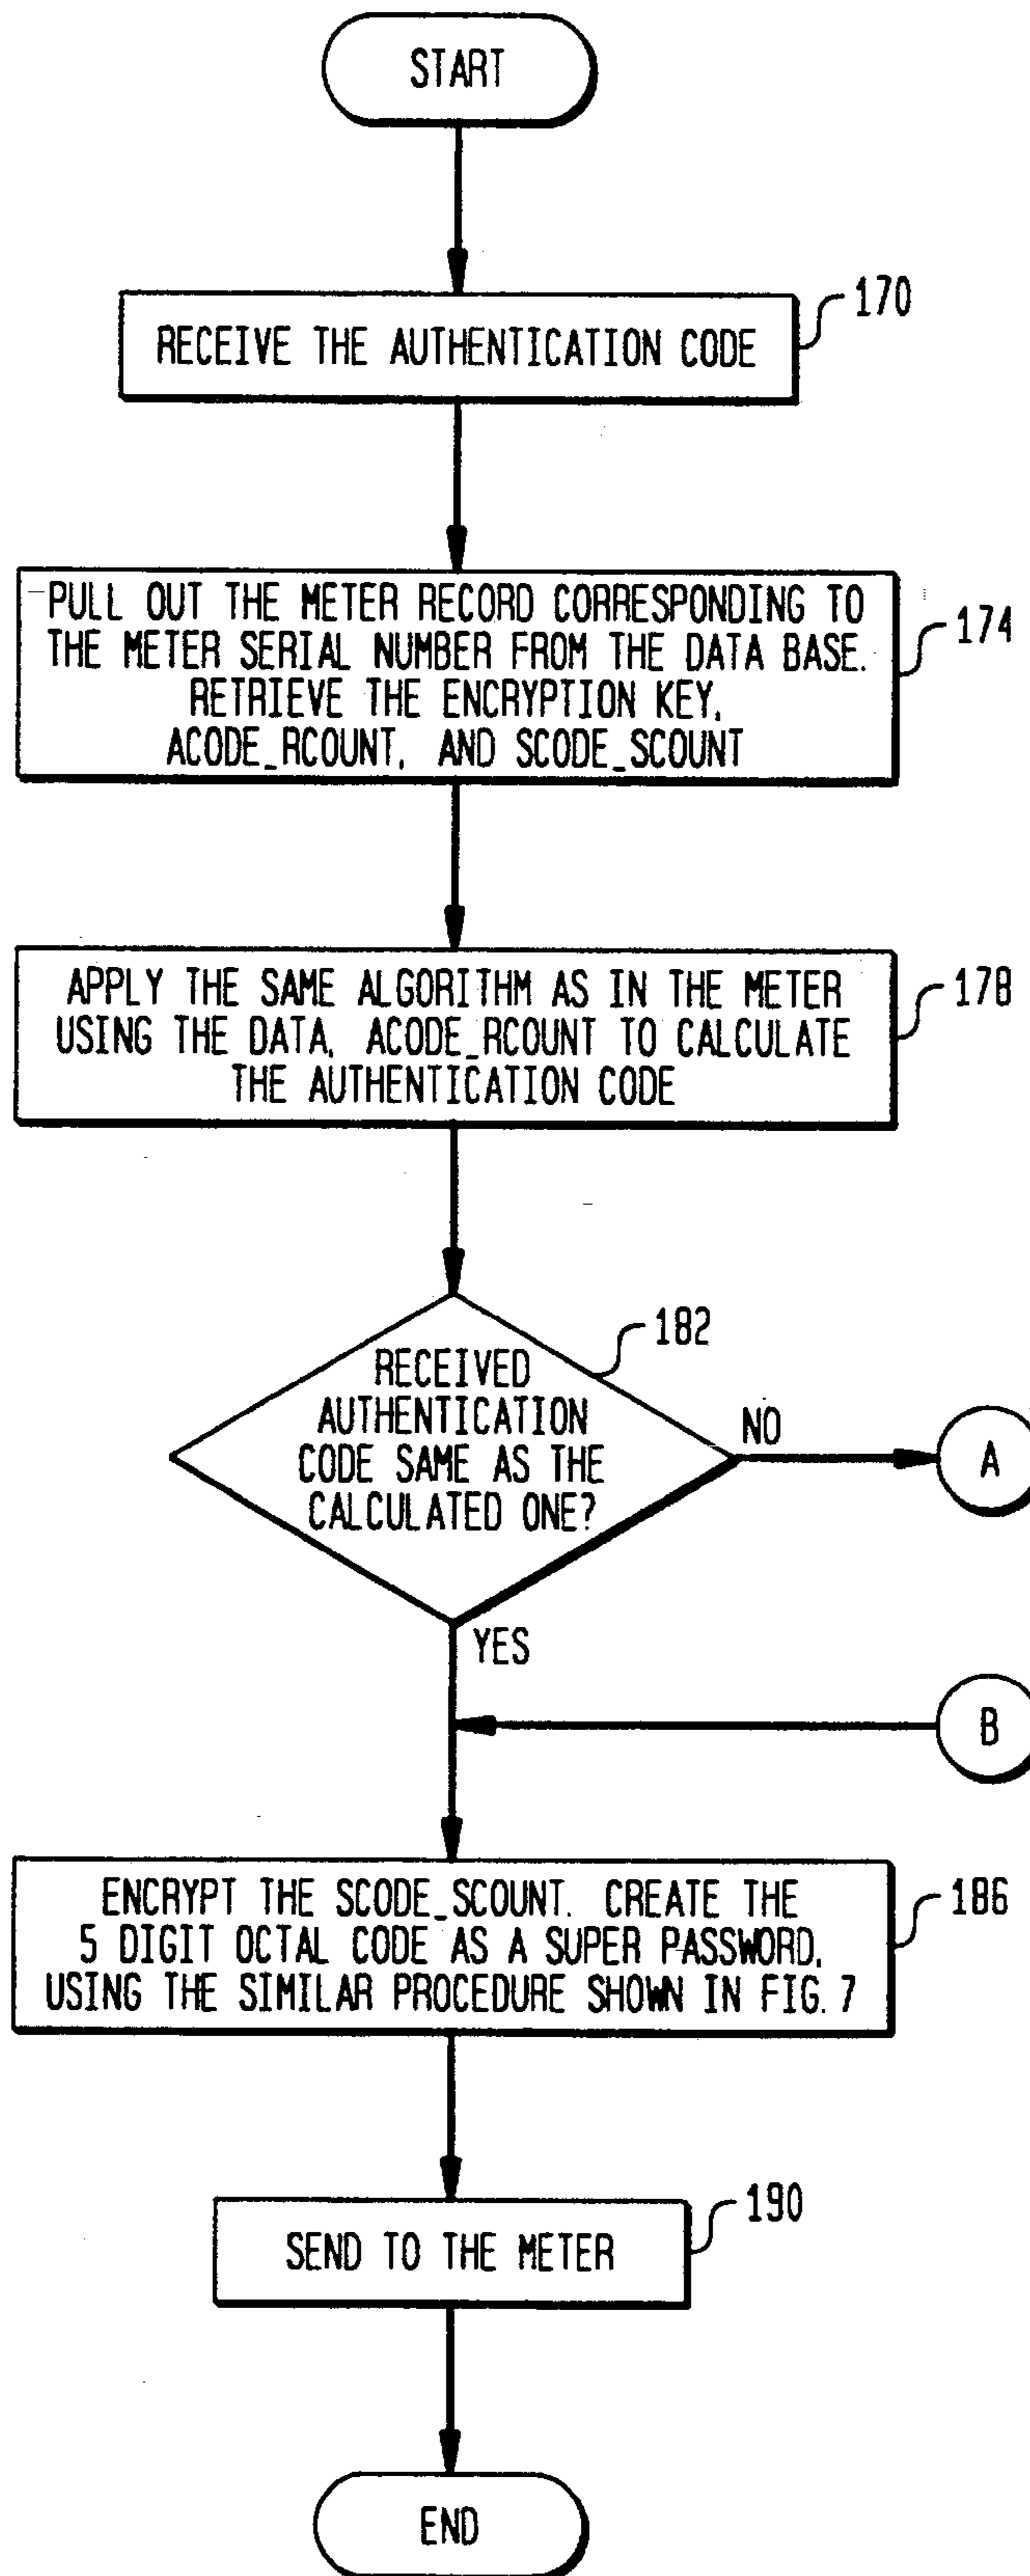 START
RECEIVE THE AUTHENTICATION CODE
170
PULL OUT THE METER RECORD CORRESPONDING TO
THE METER SERIAL NUMBER FROM THE DATA BASE.
RETRIEVE THE ENCRYPTION KEY,
ACODE_RCOUNT, AND SCODE_SCOUNT
174
APPLY THE SAME ALGORITHM AS IN THE METER
USING THE DATA, ACODE_RCOUNT TO CALCULATE
THE AUTHENTICATION CODE
178
RECEIVED
AUTHENTICATION
CODE SAME AS THE
CALCULATED ONE?
182
NO
A
YES
B
ENCRYPT THE SCODE_SCOUNT. CREATE THE
5 DIGIT OCTAL CODE AS A SUPER PASSWORD,
USING THE SIMILAR PROCEDURE SHOWN IN FIG. 7
186
SEND TO THE METER
190
END